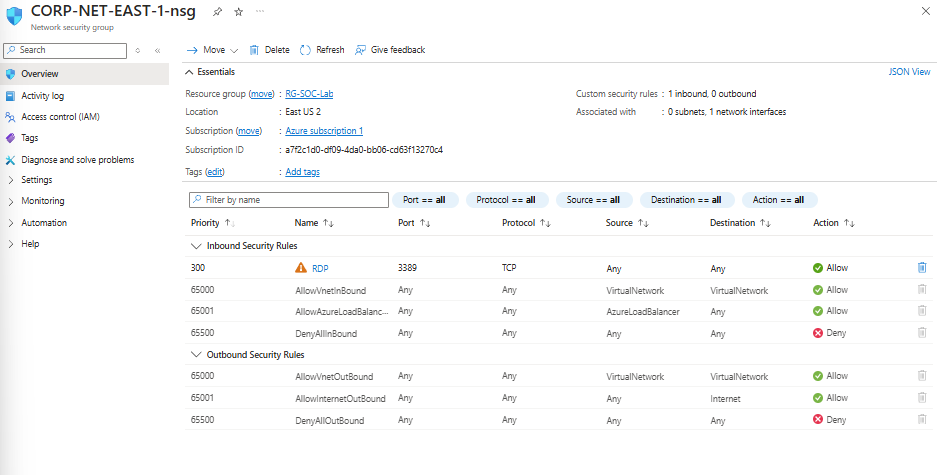 CORP-NET-EAST-1-nsg
Network security group
Search
Overview
Activity log
Access control (IAM)
Tags
Diagnose and solve problems
Settings
Monitoring
Automation
Help
Move Delete Refresh Give feedback
Essentials JSON View
Resource group (move) : RG-SOC-Lab
Location : East US 2
Subscription (move) : Azure subscription 1
Subscription ID : a7f2c1d0-df09-4da0-bb06-cd63f13270c4
Tags (edit) : Add tags
Custom security rules : 1 inbound, 0 outbound
Associated with : 0 subnets, 1 network interfaces
Filter by name Port == all Protocol == all Source == all Destination == all Action == all
Priority Name Port Protocol Source Destination Action
Inbound Security Rules
300 RDP 3389 TCP Any Any Allow
65000 AllowVnetInBound Any Any VirtualNetwork VirtualNetwork Allow
65001 AllowAzureLoadBalanc... Any Any AzureLoadBalancer Any Allow
65500 DenyAllInBound Any Any Any Any Deny
Outbound Security Rules
65000 AllowVnetOutBound Any Any VirtualNetwork VirtualNetwork Allow
65001 AllowInternetOutBound Any Any Any Internet Allow
65500 DenyAllOutBound Any Any Any Any Deny